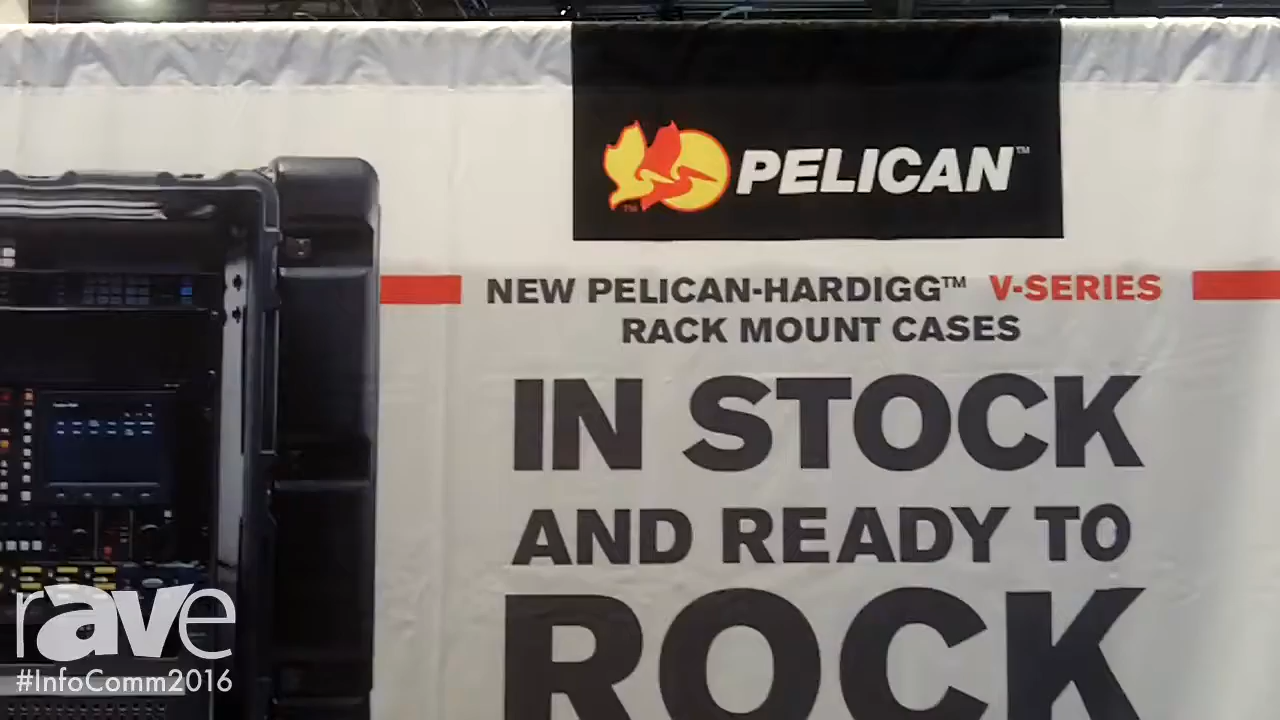 PELICAN™
NEW PELICAN-HARDIGG™ V-SERIES
RACK MOUNT CASES
IN STOCK
AND READY TO
ROCK
rAVe
#InfoComm2016